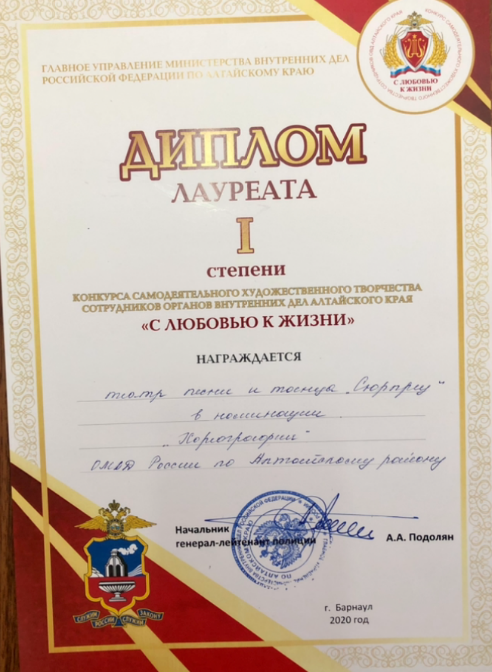 ГЛАВНОЕ УПРАВЛЕНИЕ МИНИСТЕРСТВА ВНУТРЕННИХ ДЕЛ
РОССИЙСКОЙ ФЕДЕРАЦИИ ПО АЛТАЙСКОМУ КРАЮ
С ЛЮБОВЬЮ
К ЖИЗНИ
ДИПЛОМ
ЛАУРЕАТА
I
степени
КОНКУРСА САМОДЕЯТЕЛЬНОГО ХУДОЖЕСТВЕННОГО ТВОРЧЕСТВА
СОТРУДНИКОВ ОРГАНОВ ВНУТРЕННИХ ДЕЛ АЛТАЙСКОГО КРАЯ
«С ЛЮБОВЬЮ К ЖИЗНИ»
НАГРАЖДАЕТСЯ
театр песни и танца „Сюрприз"
в номинации
„Хореография"
ОМВД России по Алтайскому району
Начальник
генерал-лейтенант полиции
А.А. Подолян
СЛУЖИМ
РОССИИ
СЛУЖИМ
ЗАКОНУ
г. Барнаул
2020 год